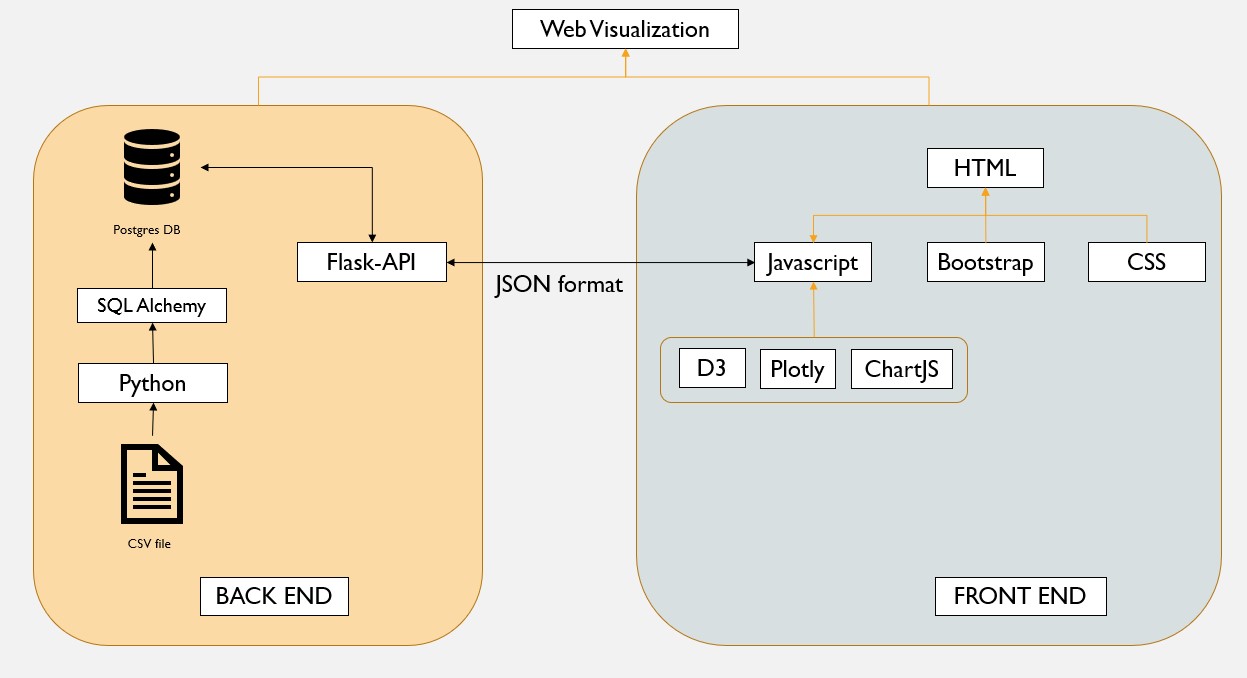 Web Visualization
Postgres DB
Flask-API
SQL Alchemy
Python
CSV file
BACK END
JSON format
HTML
Javascript
Bootstrap
CSS
D3
Plotly
ChartJS
FRONT END